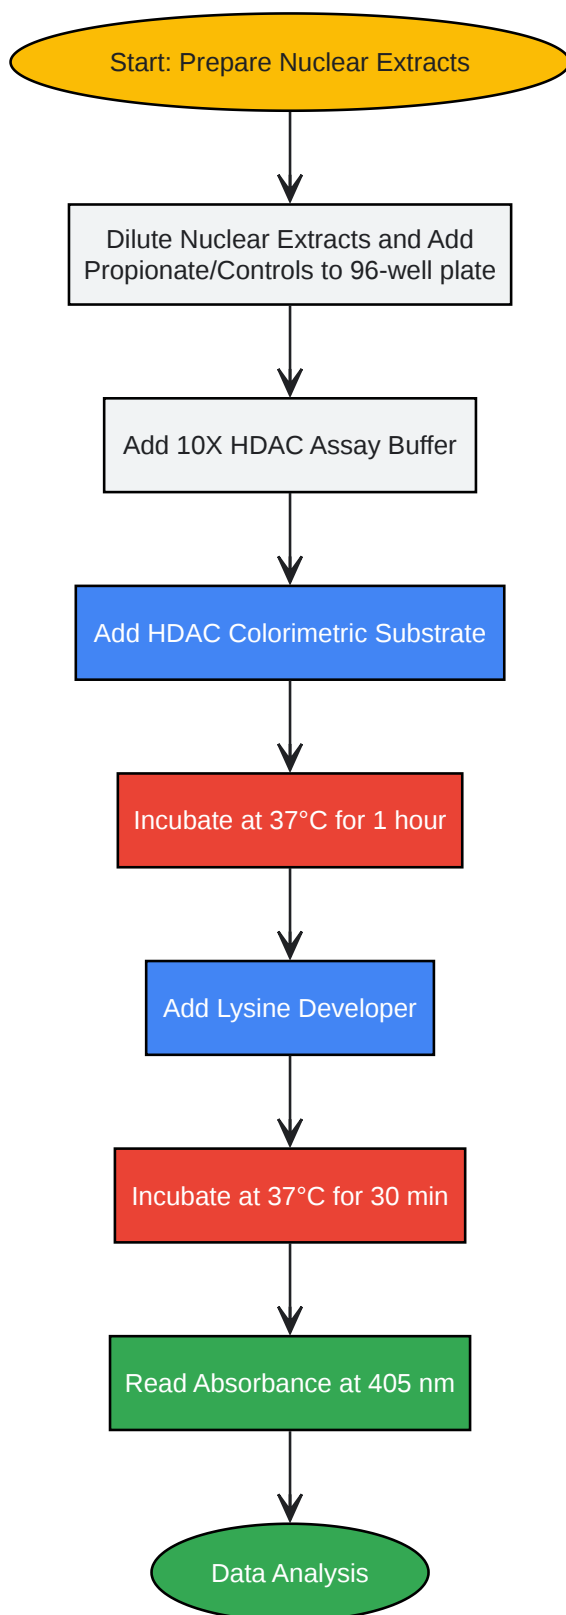 Start: Prepare Nuclear Extracts
Dilute Nuclear Extracts and Add
Propionate/Controls to 96-well plate
Add 10X HDAC Assay Buffer
Add HDAC Colorimetric Substrate
Incubate at 37°C for 1 hour
Add Lysine Developer
Incubate at 37°C for 30 min
Read Absorbance at 405 nm
Data Analysis